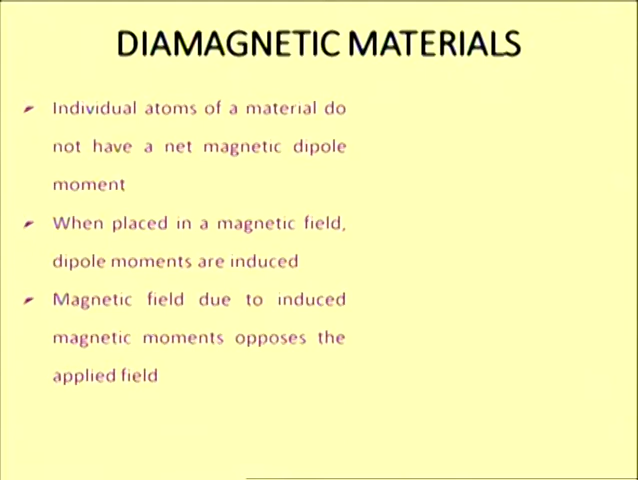 DIAMAGNETIC MATERIALS
Individual atoms of a material do
not have a net magnetic dipole
moment
When placed in a magnetic field,
dipole moments are induced
Magnetic field due to induced
magnetic moments opposes the
applied field